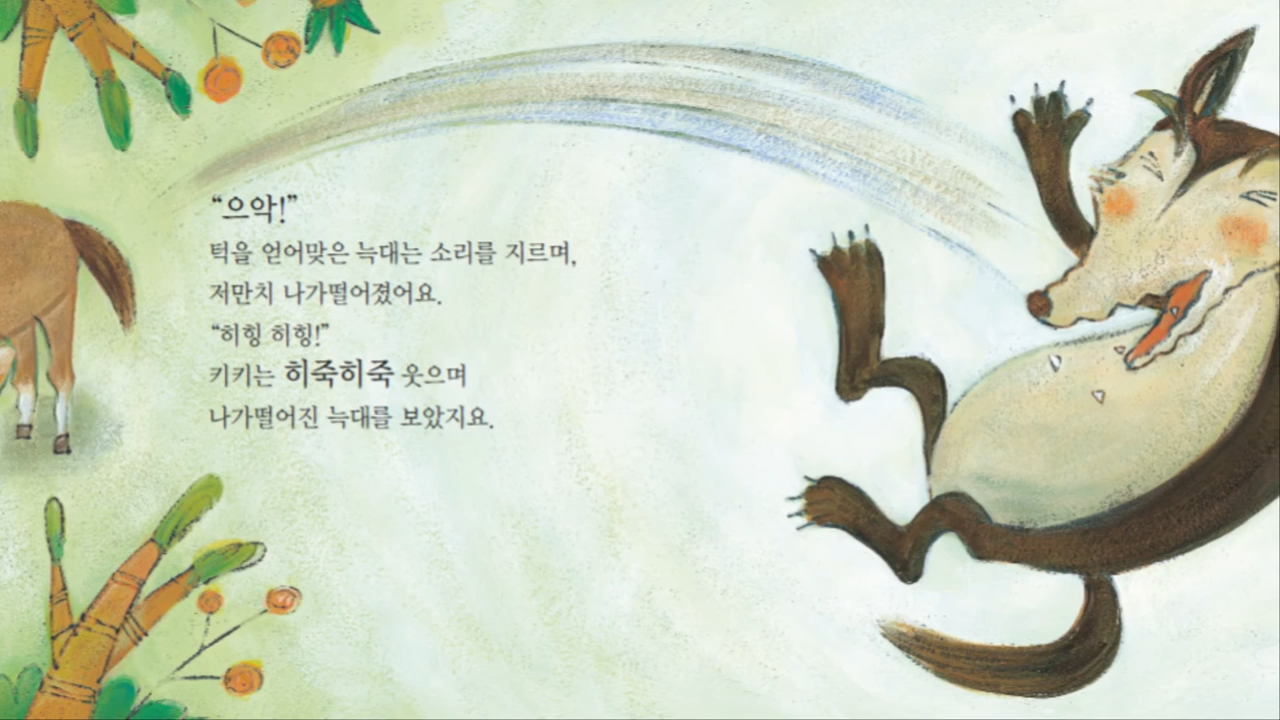 “으악!”
턱을 얻어맞은 늑대는 소리를 지르며,
저만치 나가떨어졌어요.
“히힝 히힝!”
키키는 히죽히죽 웃으며
나가떨어진 늑대를 보았지요.